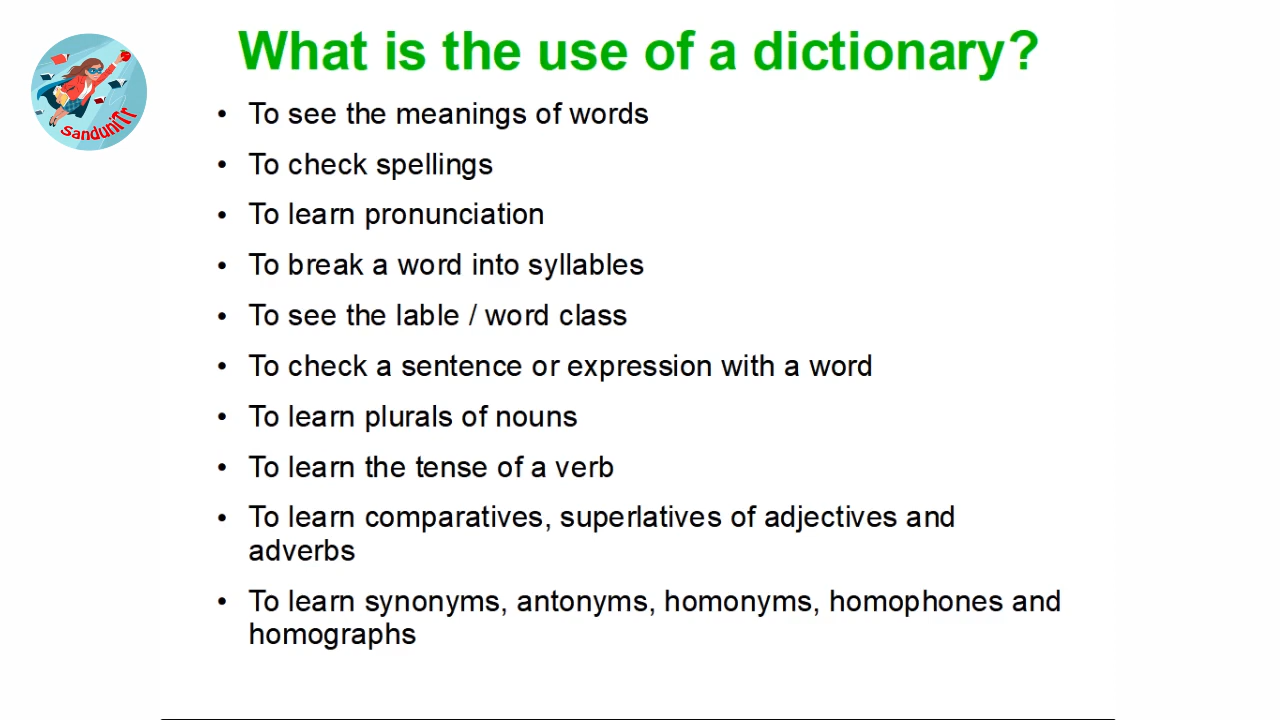 What is the use of a dictionary?
SanduniTr
• To see the meanings of words
• To check spellings
• To learn pronunciation
• To break a word into syllables
• To see the lable / word class
• To check a sentence or expression with a word
• To learn plurals of nouns
• To learn the tense of a verb
• To learn comparatives, superlatives of adjectives and
adverbs
• To learn synonyms, antonyms, homonyms, homophones and
homographs